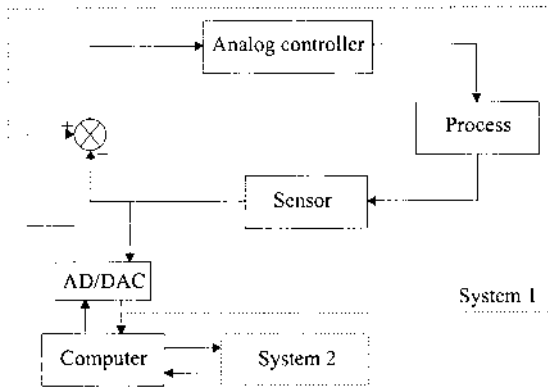 Analog controller
+
Process
−
Sensor
AD/DAC
System 1
Computer
System 2